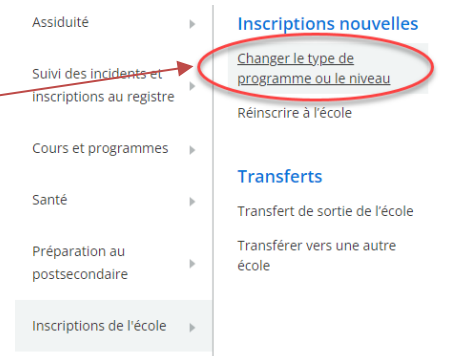 Assiduité
Suivi des incidents et
inscriptions au registre
Cours et programmes
Santé
Préparation au
postsecondaire
Inscriptions de l'école
Inscriptions nouvelles
Changer le type de
programme ou le niveau
Réinscrire à l'école
Transferts
Transfert de sortie de l'école
Transférer vers une autre
école